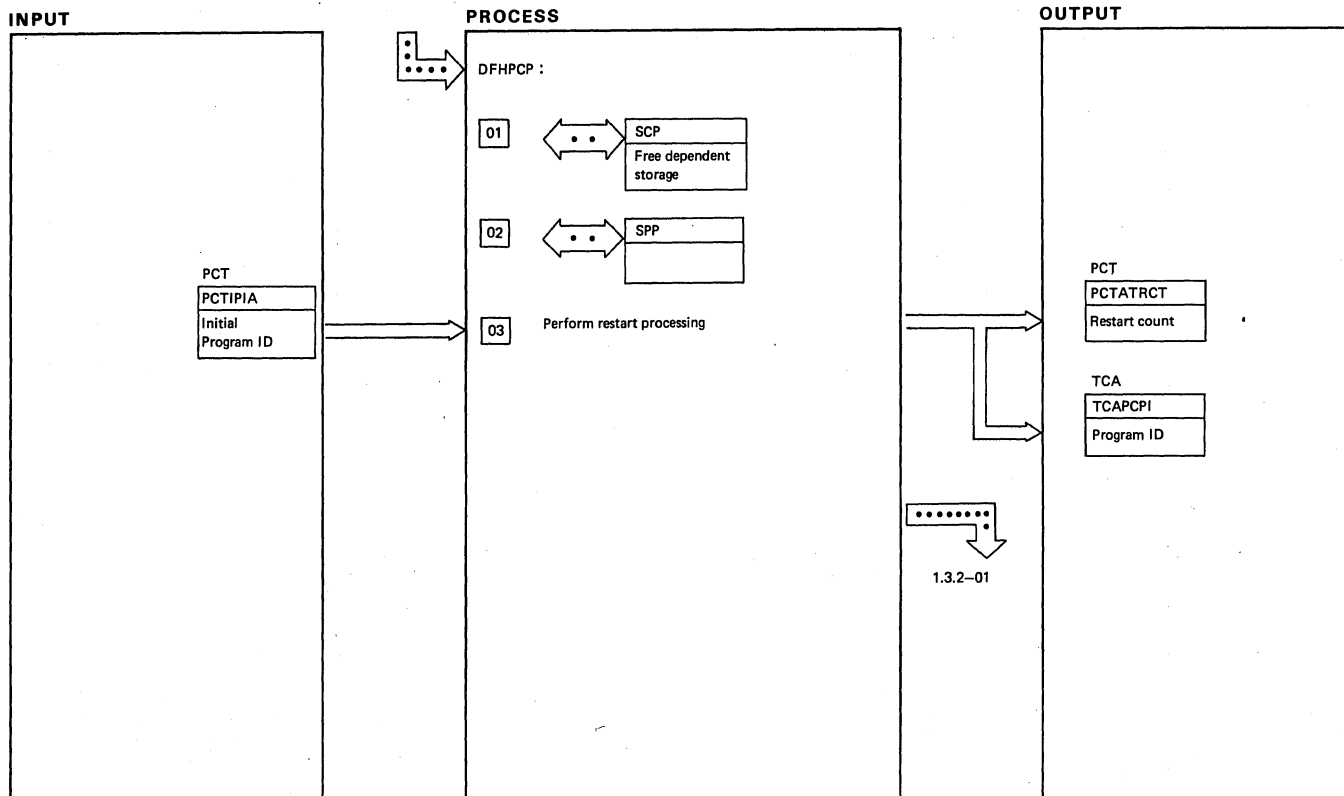 INPUT
PROCESS
OUTPUT
DFHPCP :
01
SCP
Free dependent
storage
02
SPP
PCT
PCTIPIA
Initial
Program ID
03
Perform restart processing
PCT
PCTATRCT
Restart count
TCA
TCAPCPI
Program ID
1.3.2–01